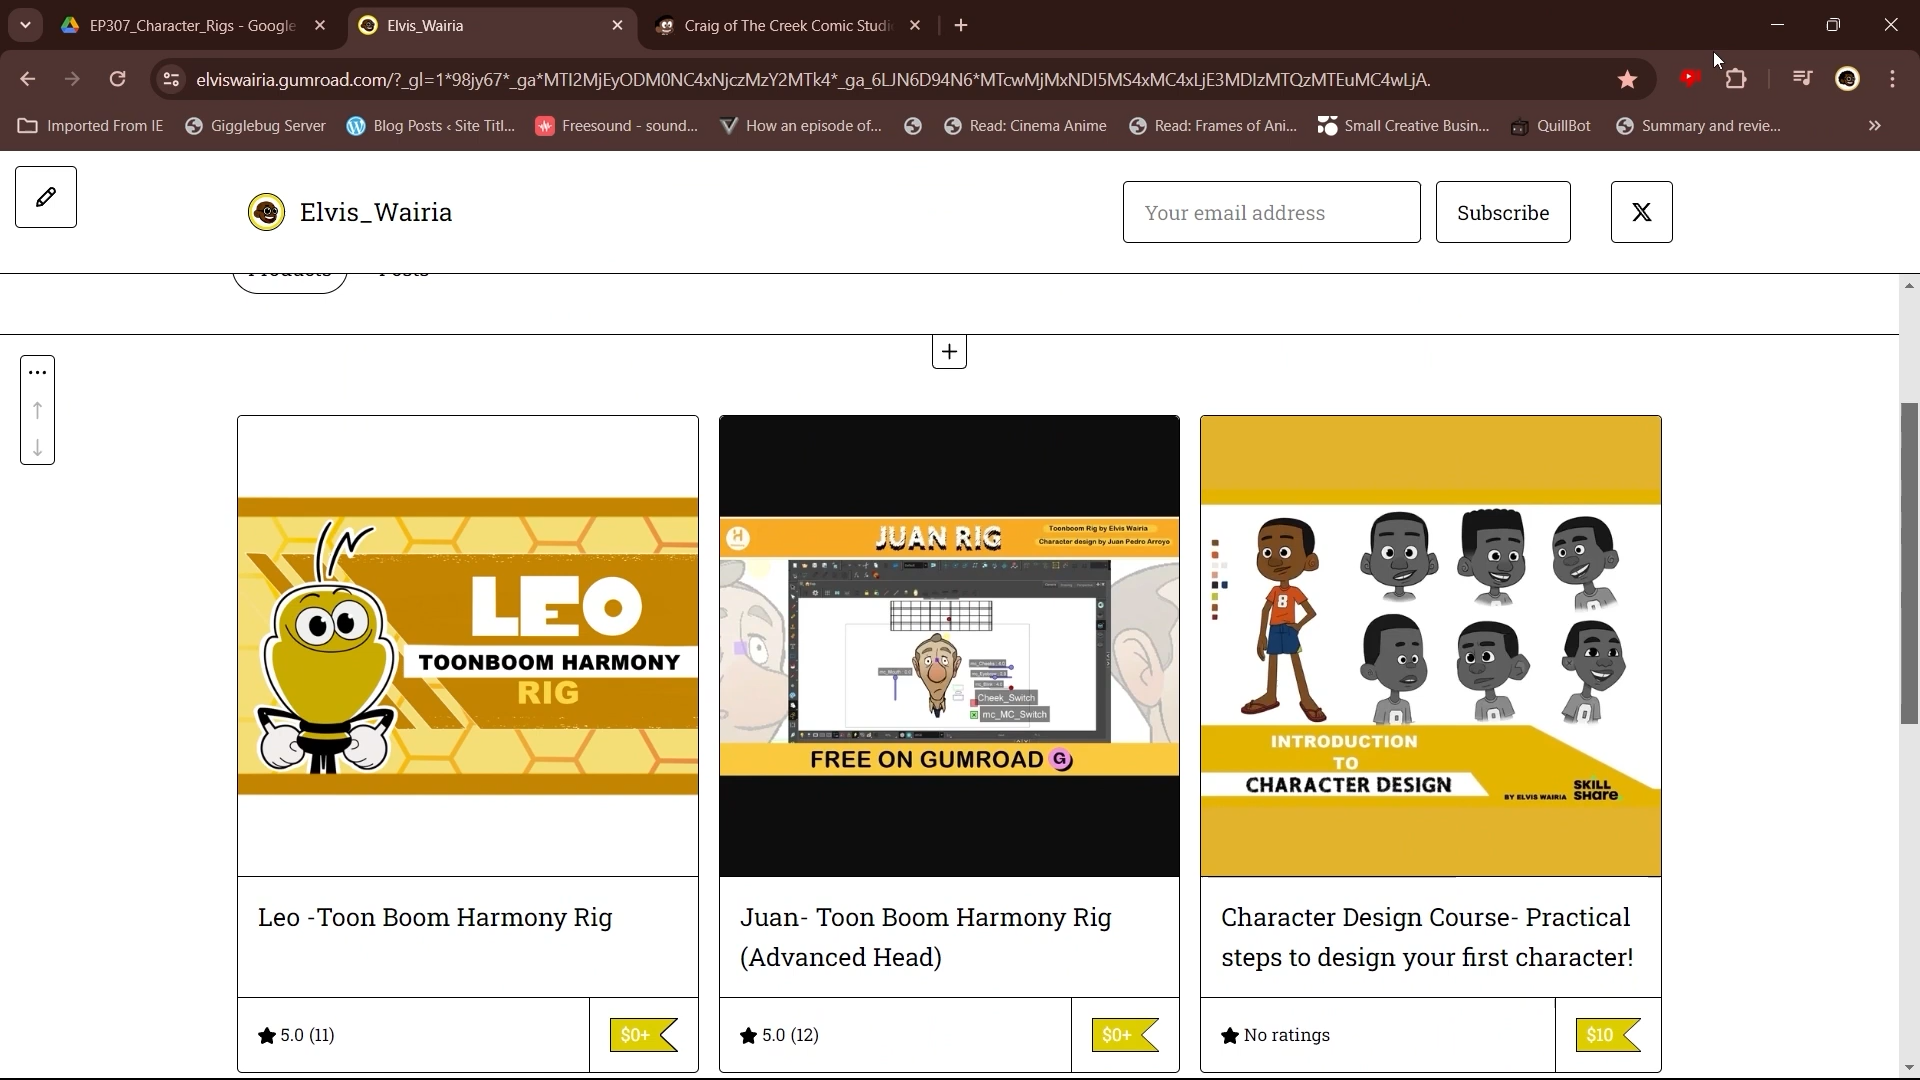 EP307_Character_Rigs - Google
Elvis_Wairia
Craig of The Creek Comic Studi
elviswairia.gumroad.com/?_gl=1*98jy67*_ga*MTI2MjEyODM0NC4xNjczMzY2MTk4*_ga_6LJN6D94N6*MTcwMjMxNDI5MS4xMC4xLjE3MDIzMTQzMTEuMC4wLjA.
Imported From IE
Gigglebug Server
Blog Posts ‹ Site Titl...
Freesound - sound...
How an episode of...
Read: Cinema Anime
Read: Frames of Ani...
Small Creative Busin...
QuillBot
Summary and revie...
Elvis_Wairia
Your email address
Subscribe
Products
Posts
LEO
TOONBOOM HARMONY
RIG
JUAN RIG
Toonboom Rig by Elvis Wairia
Character design by Juan Pedro Arroyo
Cheek_Switch
mc_MC_Switch
FREE ON GUMROAD G
8
INTRODUCTION
TO
CHARACTER DESIGN
BY ELVIS WAIRIA
SKILL
SHare
Leo -Toon Boom Harmony Rig
Juan- Toon Boom Harmony Rig
(Advanced Head)
Character Design Course- Practical
steps to design your first character!
5.0 (11)
$0+
5.0 (12)
$0+
No ratings
$10